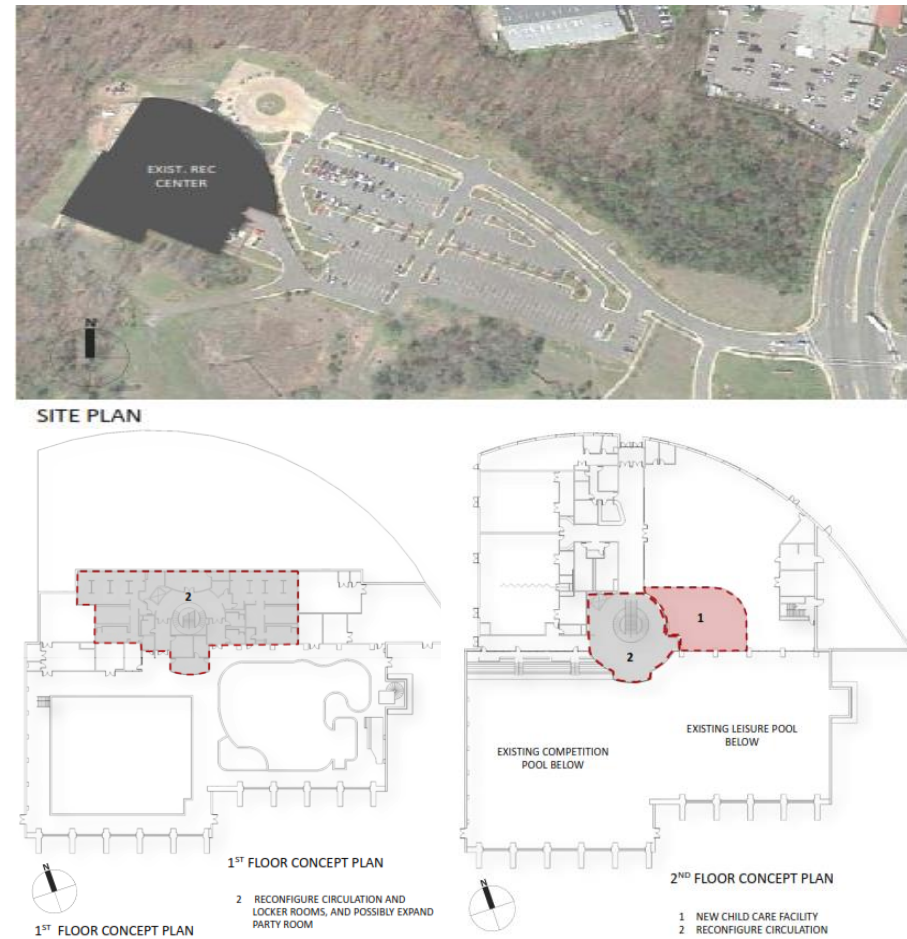 EXIST. REC
CENTER
N
SITE PLAN
2
1
2
EXISTING COMPETITION
POOL BELOW
EXISTING LEISURE POOL
BELOW
N
1ST FLOOR CONCEPT PLAN
2 RECONFIGURE CIRCULATION AND
LOCKER ROOMS, AND POSSIBLY EXPAND
PARTY ROOM
1ST FLOOR CONCEPT PLAN
N
2ND FLOOR CONCEPT PLAN
1 NEW CHILD CARE FACILITY
2 RECONFIGURE CIRCULATION